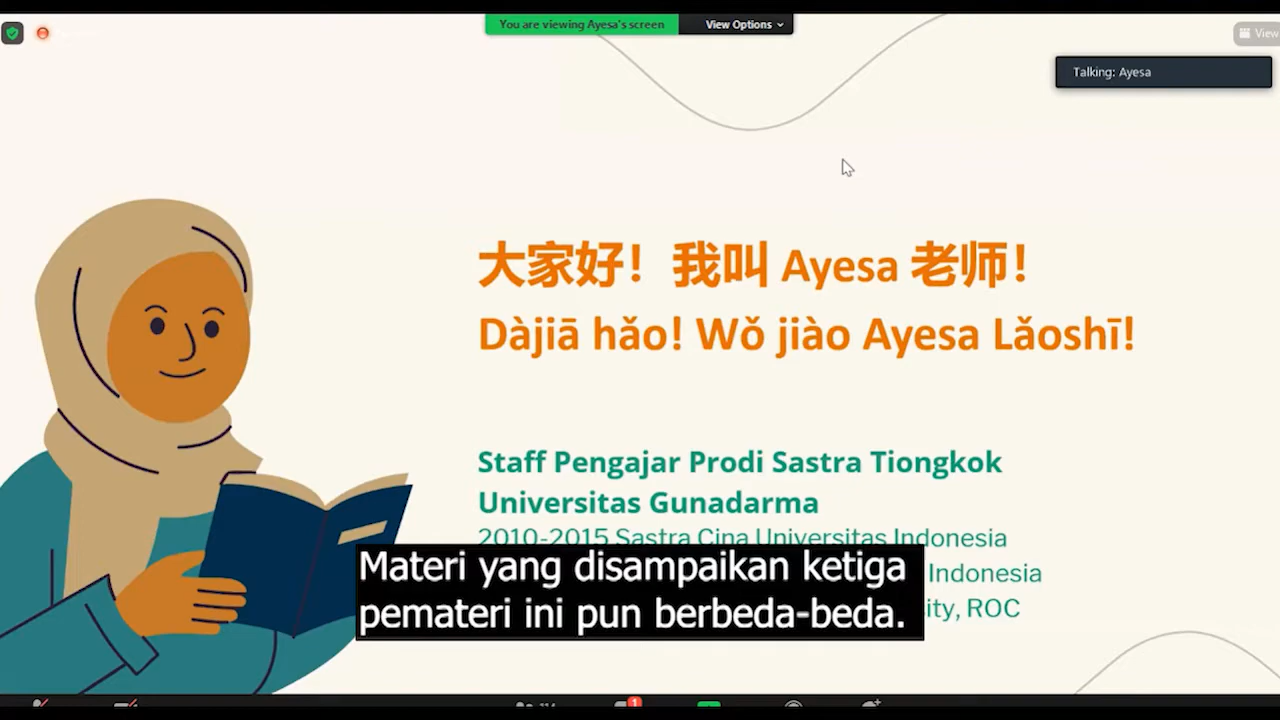 You are viewing Ayesa's screen
View Options
View
Talking: Ayesa
大家好！我叫 Ayesa 老师！
Dàjiā hǎo! Wǒ jiào Ayesa Lǎoshī!
Staff Pengajar Prodi Sastra Tiongkok
Universitas Gunadarma
2010-2015 Sastra Cina Universitas Indonesia
Indonesia
ity, ROC
Materi yang disampaikan ketiga
pemateri ini pun berbeda-beda.
1